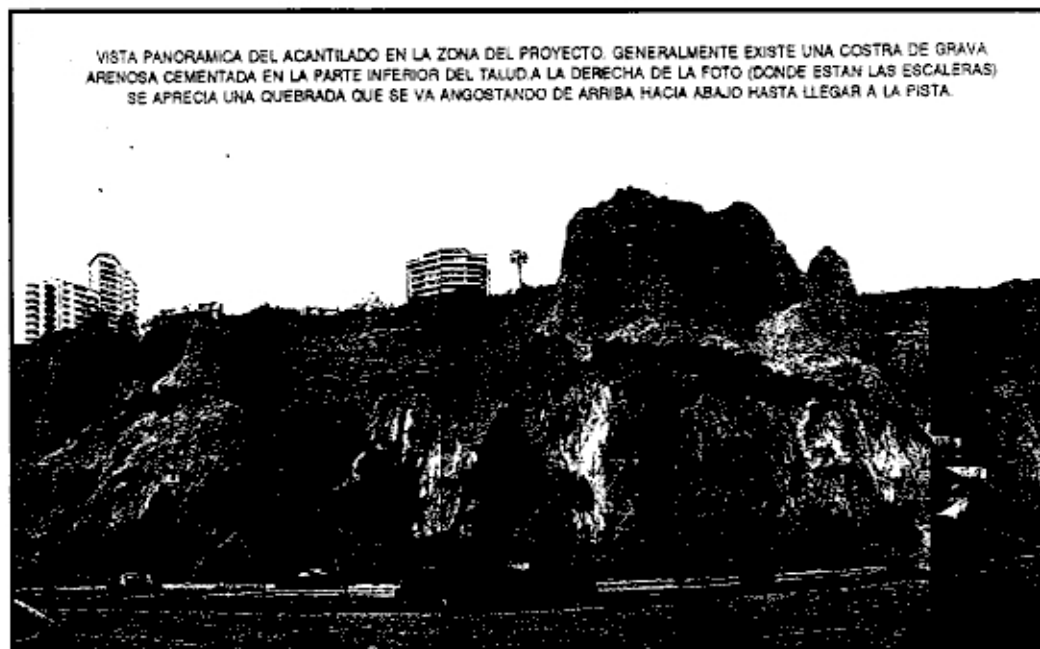 VISTA PANORAMICA DEL ACANTILADO EN LA ZONA DEL PROYECTO. GENERALMENTE EXISTE UNA COSTRA DE GRAVA
ARENOSA CEMENTADA EN LA PARTE INFERIOR DEL TALUD.A LA DERECHA DE LA FOTO (DONDE ESTAN LAS ESCALERAS)
SE APRECIA UNA QUEBRADA QUE SE VA ANGOSTANDO DE ARRIBA HACIA ABAJO HASTA LLEGAR A LA PISTA.